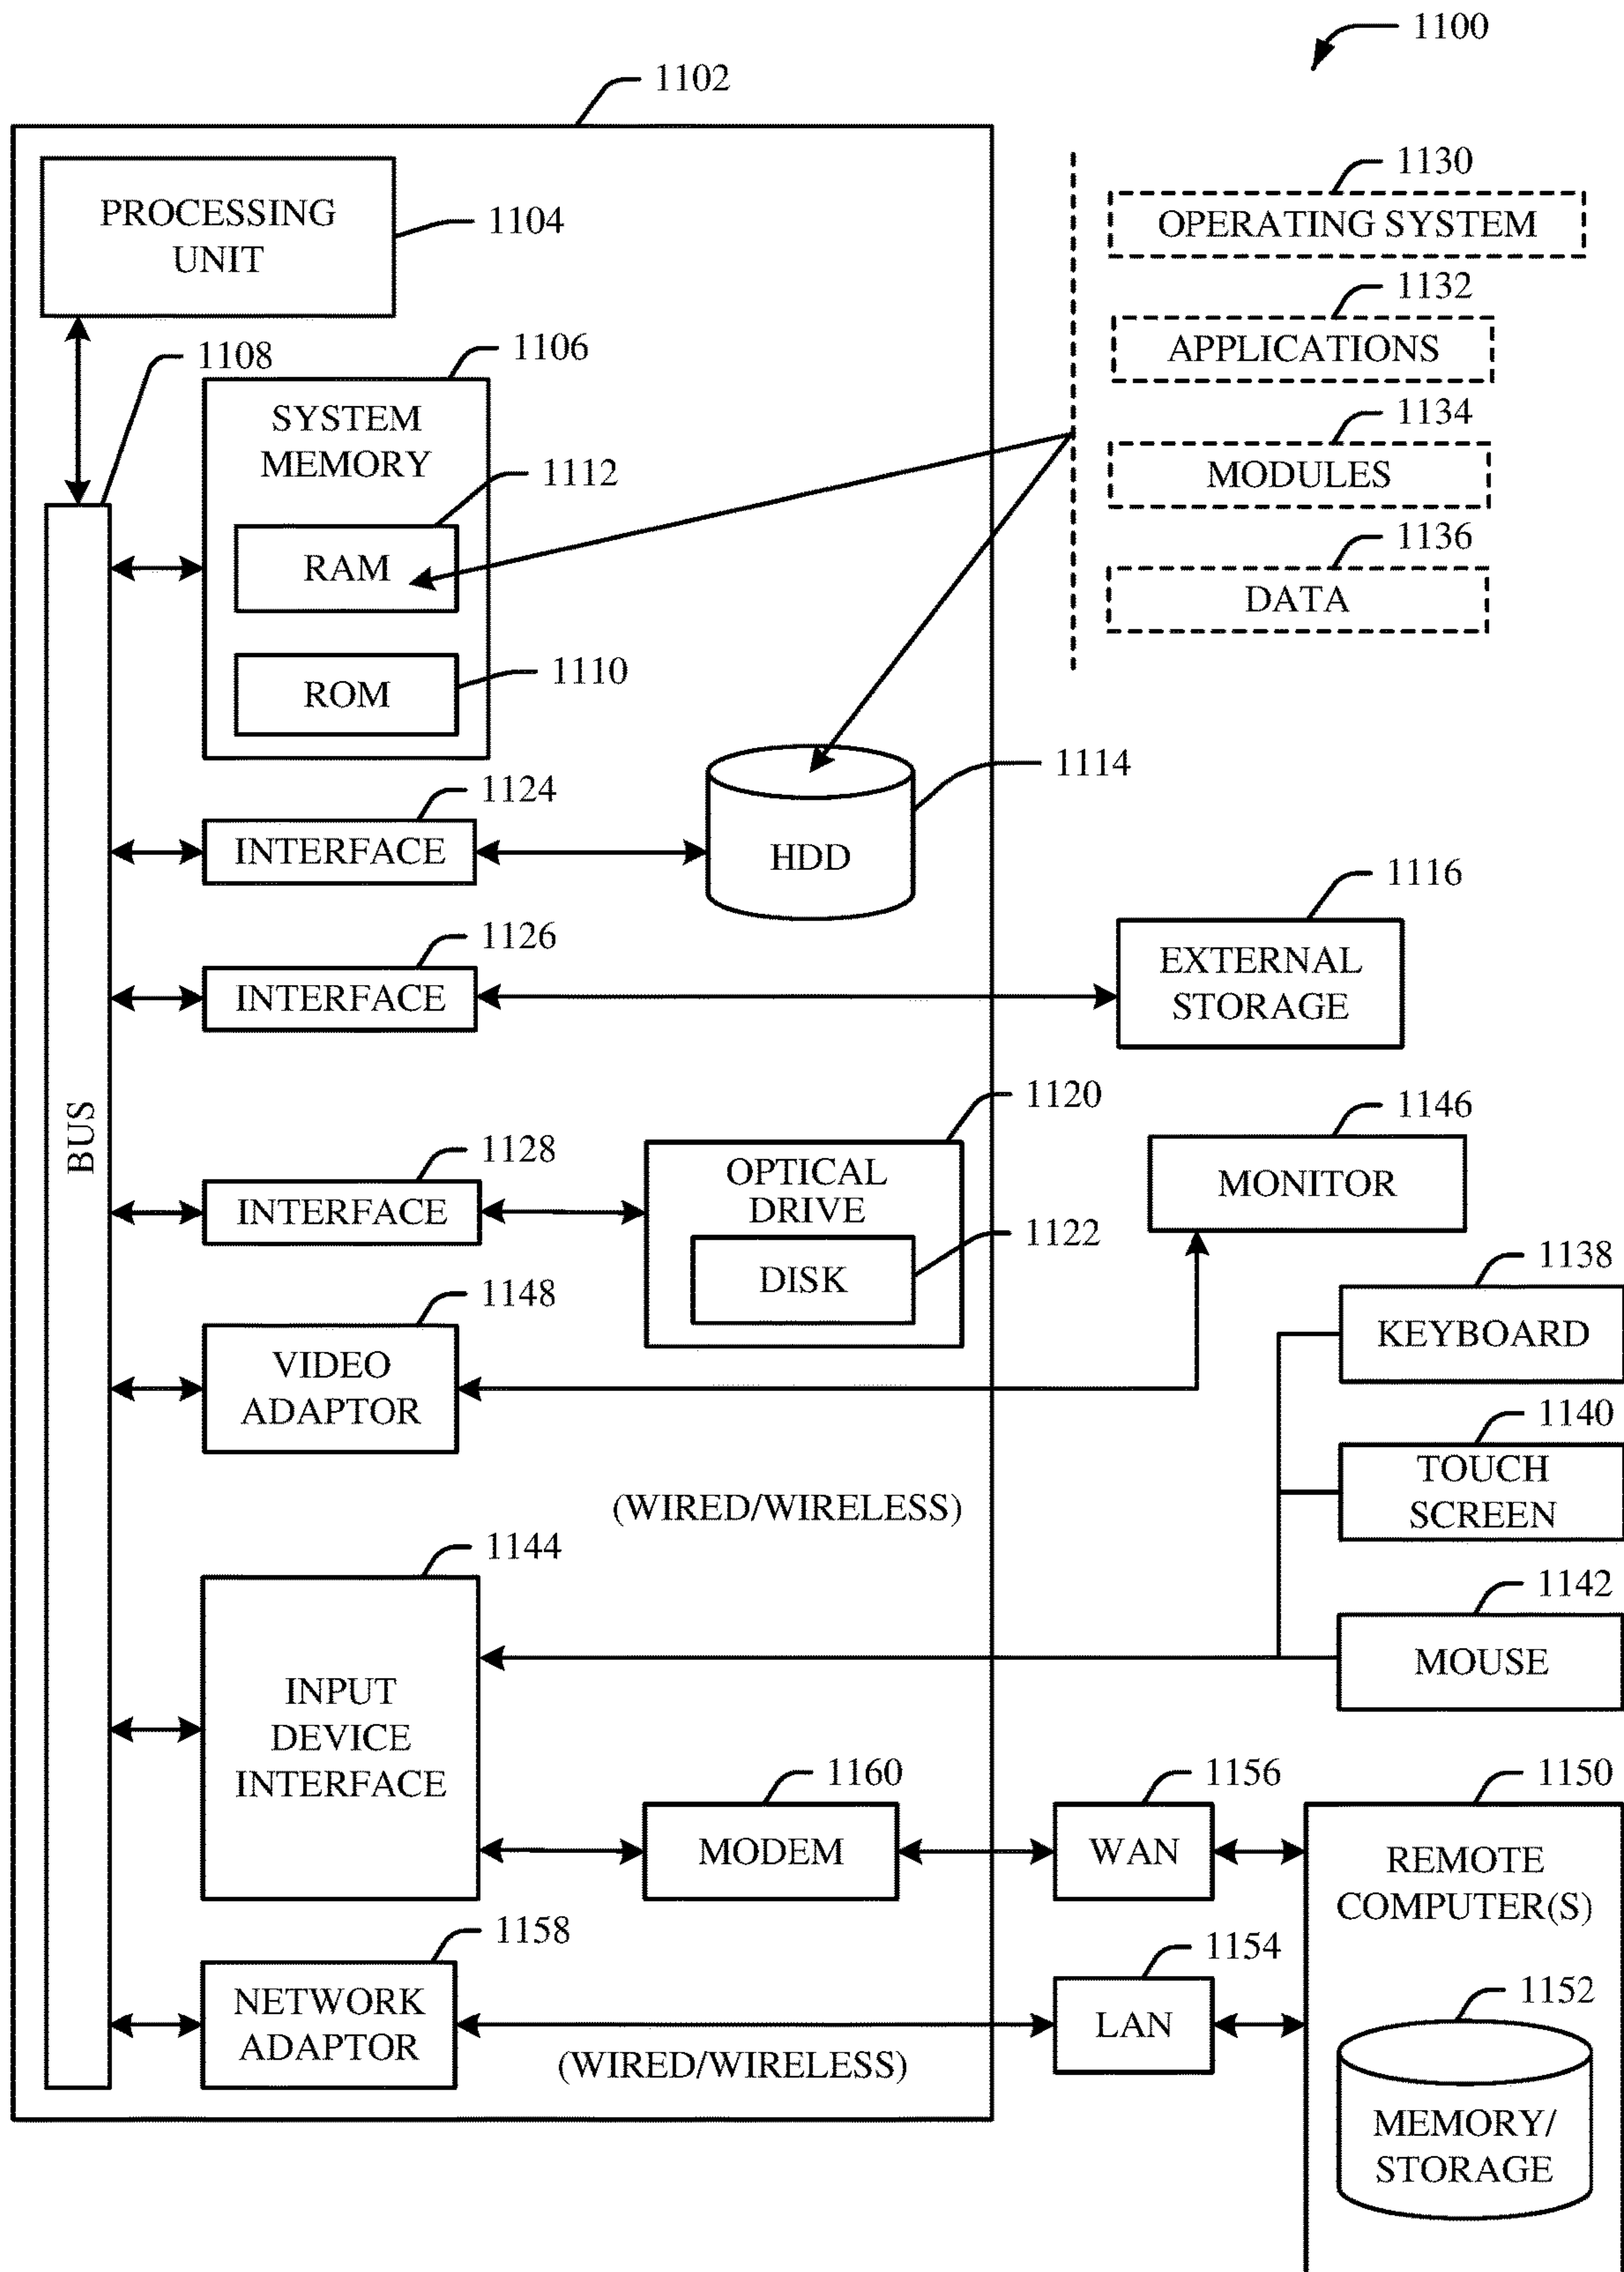 1100
1102
PROCESSING
UNIT
1104
1130
OPERATING SYSTEM
1132
APPLICATIONS
1134
MODULES
1136
DATA
1108
1106
SYSTEM
MEMORY
1112
RAM
1110
ROM
1124
INTERFACE
1114
HDD
1126
INTERFACE
1116
EXTERNAL
STORAGE
BUS
1128
INTERFACE
1120
OPTICAL
DRIVE
1122
DISK
1146
MONITOR
1148
VIDEO
ADAPTOR
1138
KEYBOARD
1140
TOUCH
SCREEN
(WIRED/WIRELESS)
1144
INPUT
DEVICE
INTERFACE
1142
MOUSE
1160
MODEM
1156
WAN
1150
REMOTE
COMPUTER(S)
1158
NETWORK
ADAPTOR
(WIRED/WIRELESS)
1154
LAN
1152
MEMORY/
STORAGE